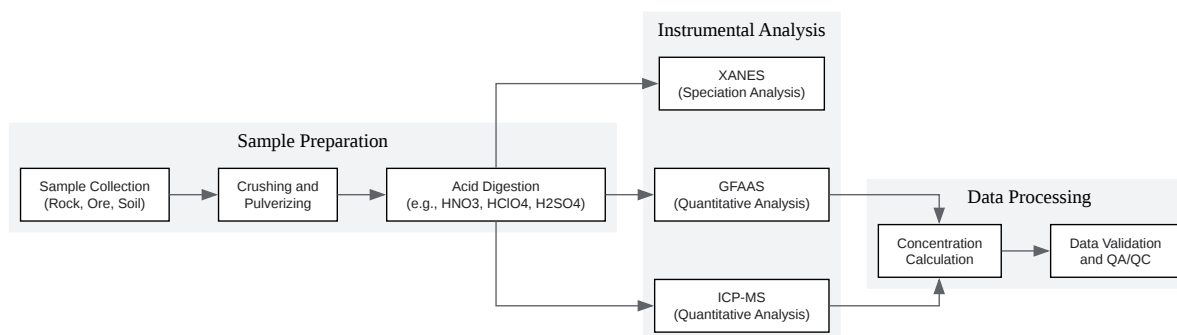 Instrumental Analysis
XANES
(Speciation Analysis)
Sample Preparation
Sample Collection
(Rock, Ore, Soil)
Crushing and
Pulverizing
Acid Digestion
(e.g., HNO3, HClO4, H2SO4)
GFAAS
(Quantitative Analysis)
Data Processing
Concentration
Calculation
Data Validation
and QA/QC
ICP-MS
(Quantitative Analysis)